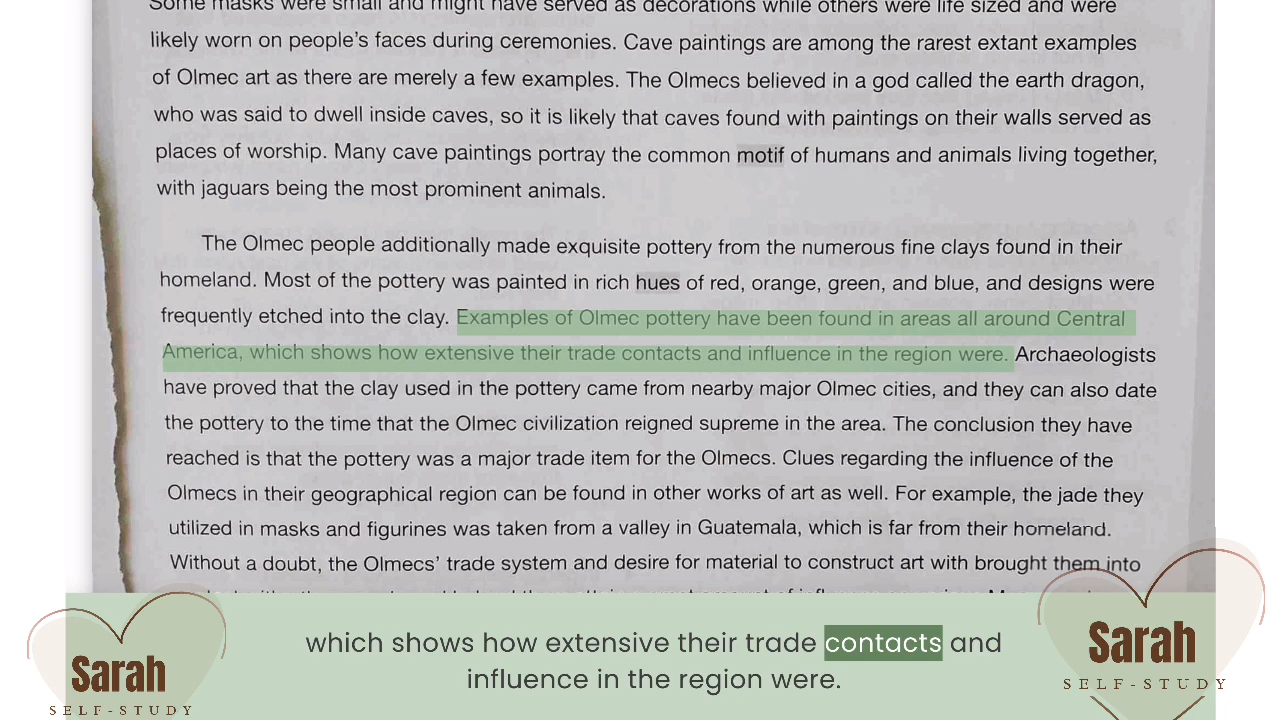 Some masks were small and might have served as decorations while others were life sized and were
likely worn on people's faces during ceremonies. Cave paintings are among the rarest extant examples
of Olmec art as there are merely a few examples. The Olmecs believed in a god called the earth dragon,
who was said to dwell inside caves, so it is likely that caves found with paintings on their walls served as
places of worship. Many cave paintings portray the common motif of humans and animals living together,
with jaguars being the most prominent animals.
The Olmec people additionally made exquisite pottery from the numerous fine clays found in their
homeland. Most of the pottery was painted in rich hues of red, orange, green, and blue, and designs were
frequently etched into the clay. Examples of Olmec pottery have been found in areas all around Central
America, which shows how extensive their trade contacts and influence in the region were. Archaeologists
have proved that the clay used in the pottery came from nearby major Olmec cities, and they can also date
the pottery to the time that the Olmec civilization reigned supreme in the area. The conclusion they have
reached is that the pottery was a major trade item for the Olmecs. Clues regarding the influence of the
Olmecs in their geographical region can be found in other works of art as well. For example, the jade they
utilized in masks and figurines was taken from a valley in Guatemala, which is far from their homeland.
Without a doubt, the Olmecs' trade system and desire for material to construct art with brought them into
which shows how extensive their trade contacts and
influence in the region were.
Sarah
SELF-STUDY
Sarah
SELF-STUDY